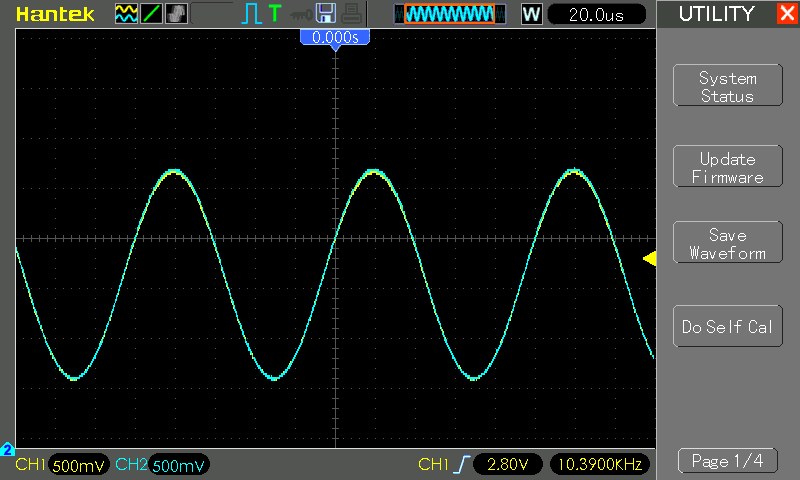 Hantek
T
W
20.0us
UTILITY
X
0.000s
System
Status
Update
Firmware
Save
Waveform
Do Self Cal
2
CH1 500mV CH2 500mV
CH1 2.80V 10.3900KHz
Page 1/4